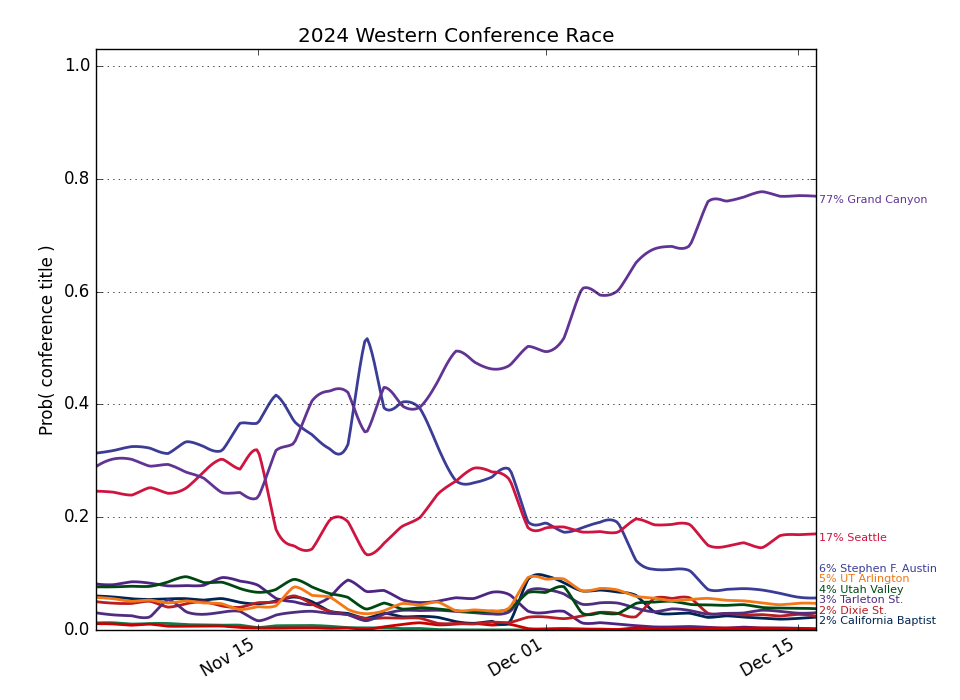 2024 Western Conference Race
Prob( conference title )
1.0
0.8
0.6
0.4
0.2
0.0
Nov 15
Dec 01
Dec 15
77% Grand Canyon
17% Seattle
6% Stephen F. Austin
5% UT Arlington
4% Utah Valley
3% Tarleton St.
2% Dixie St.
2% California Baptist